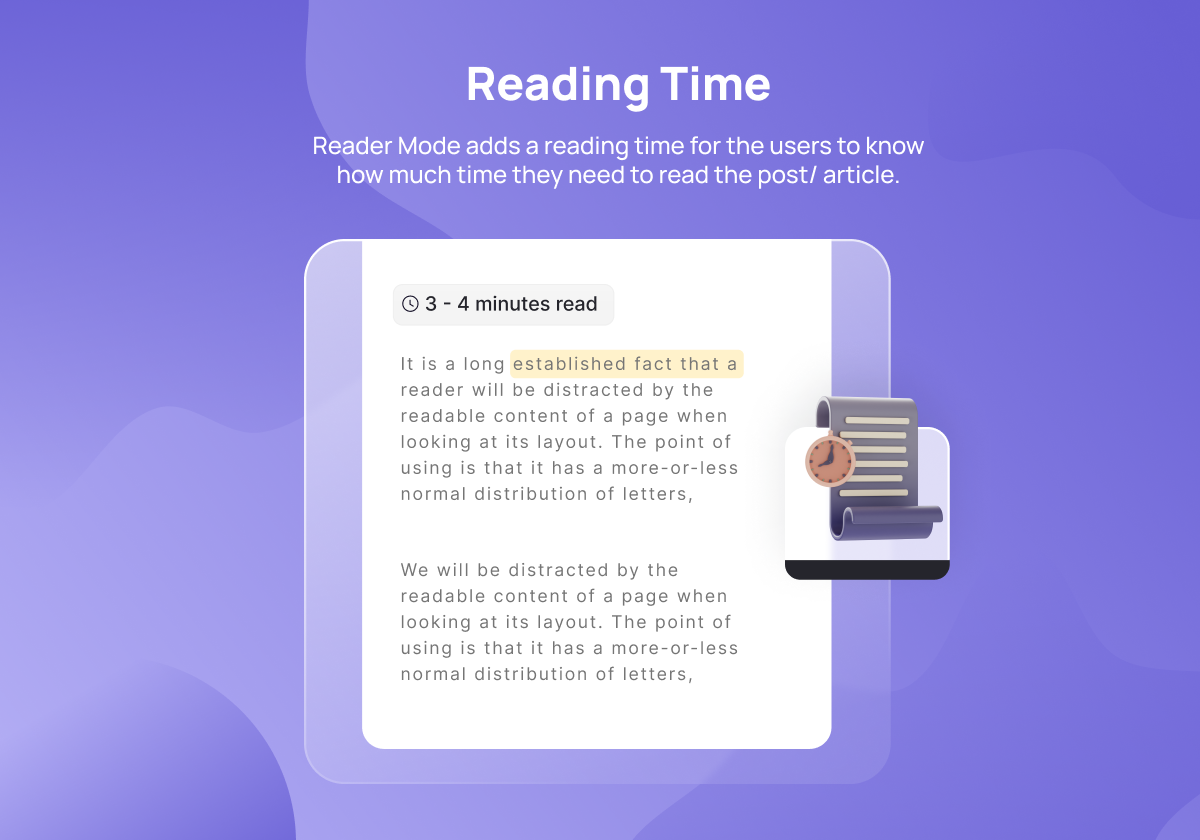 Reading Time
Reader Mode adds a reading time for the users to know
how much time they need to read the post/ article.
3 - 4 minutes read
It is a long established fact that a
reader will be distracted by the
readable content of a page when
looking at its layout. The point of
using is that it has a more-or-less
normal distribution of letters,
We will be distracted by the
readable content of a page when
looking at its layout. The point of
using is that it has a more-or-less
normal distribution of letters,